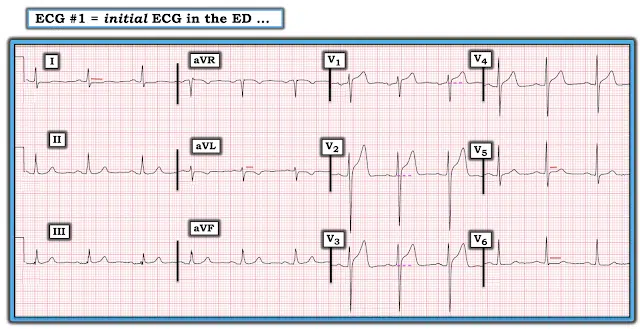 ECG #1 = initial ECG in the ED ...
I aVR V1 V4
II aVL V2 V5
III aVF V3 V6